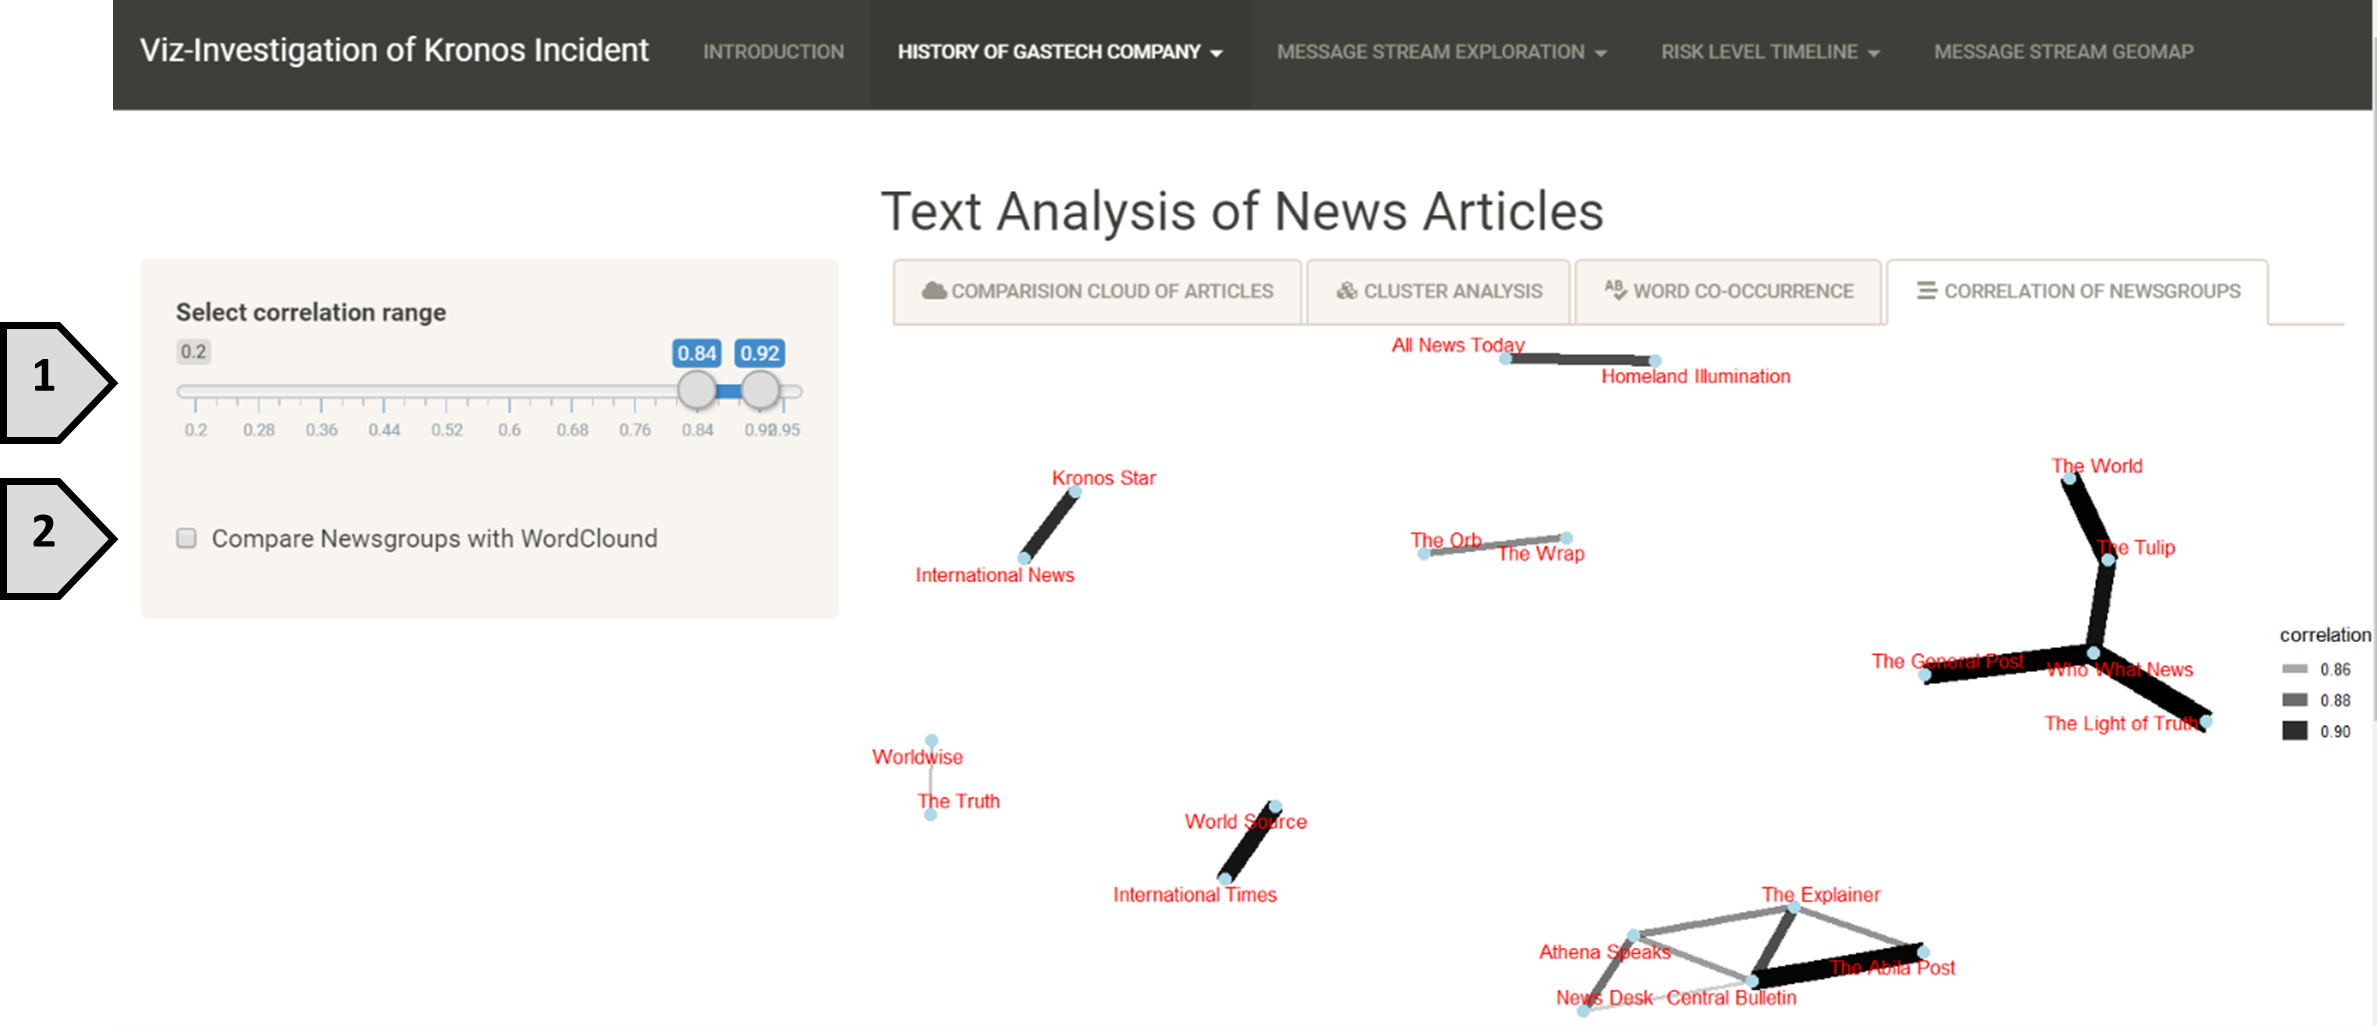 Viz-Investigation of Kronos Incident INTRODUCTION HISTORY OF GASTECH COMPANY MESSAGE STREAM EXPLORATION RISK LEVEL TIMELINE MESSAGE STREAM GEOMAP
Text Analysis of News Articles
COMPARISION CLOUD OF ARTICLES CLUSTER ANALYSIS AB WORD CO-OCCURRENCE CORRELATION OF NEWSGROUPS
1
Select correlation range
0.2 0.84 0.92
0.2 0.28 0.36 0.44 0.52 0.6 0.68 0.76 0.84 0.92 0.95
2
Compare Newsgroups with WordClound
All News Today
Homeland Illumination
Kronos Star
International News
The Orb
The Wrap
The World
The Tulip
The General Post
Who What News
The Light of Truth
correlation
0.86
0.88
0.90
Worldwise
The Truth
World Source
International Times
The Explainer
Athena Speaks
The Abila Post
News Desk
Central Bulletin